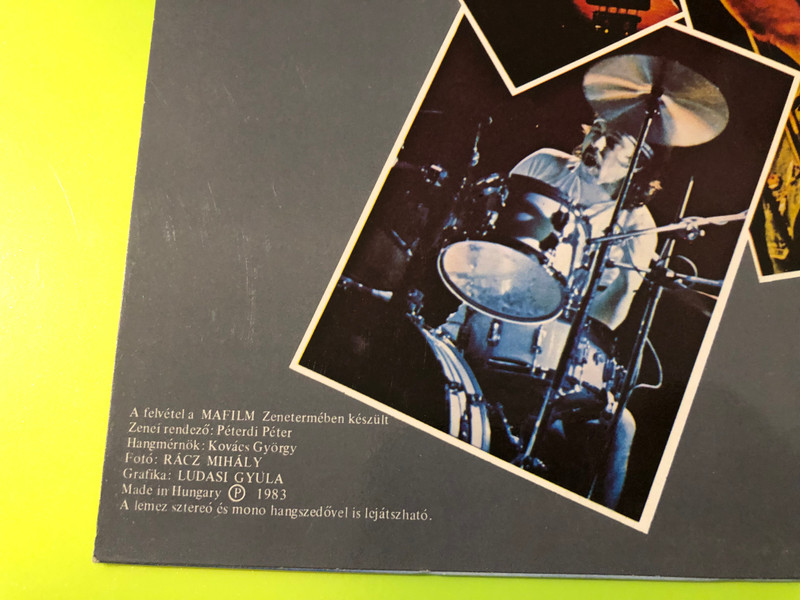 A felvétel a MAFILM Zenetermében készült
Zenei rendező: Péterdi Péter
Hangmérnök: Kovács György
Fotó: RÁCZ MIHÁLY
Grafika: LUDASI GYULA
Made in Hungary Ⓟ 1983
A lemez sztereó és mono hangszedővel is lejátszható.